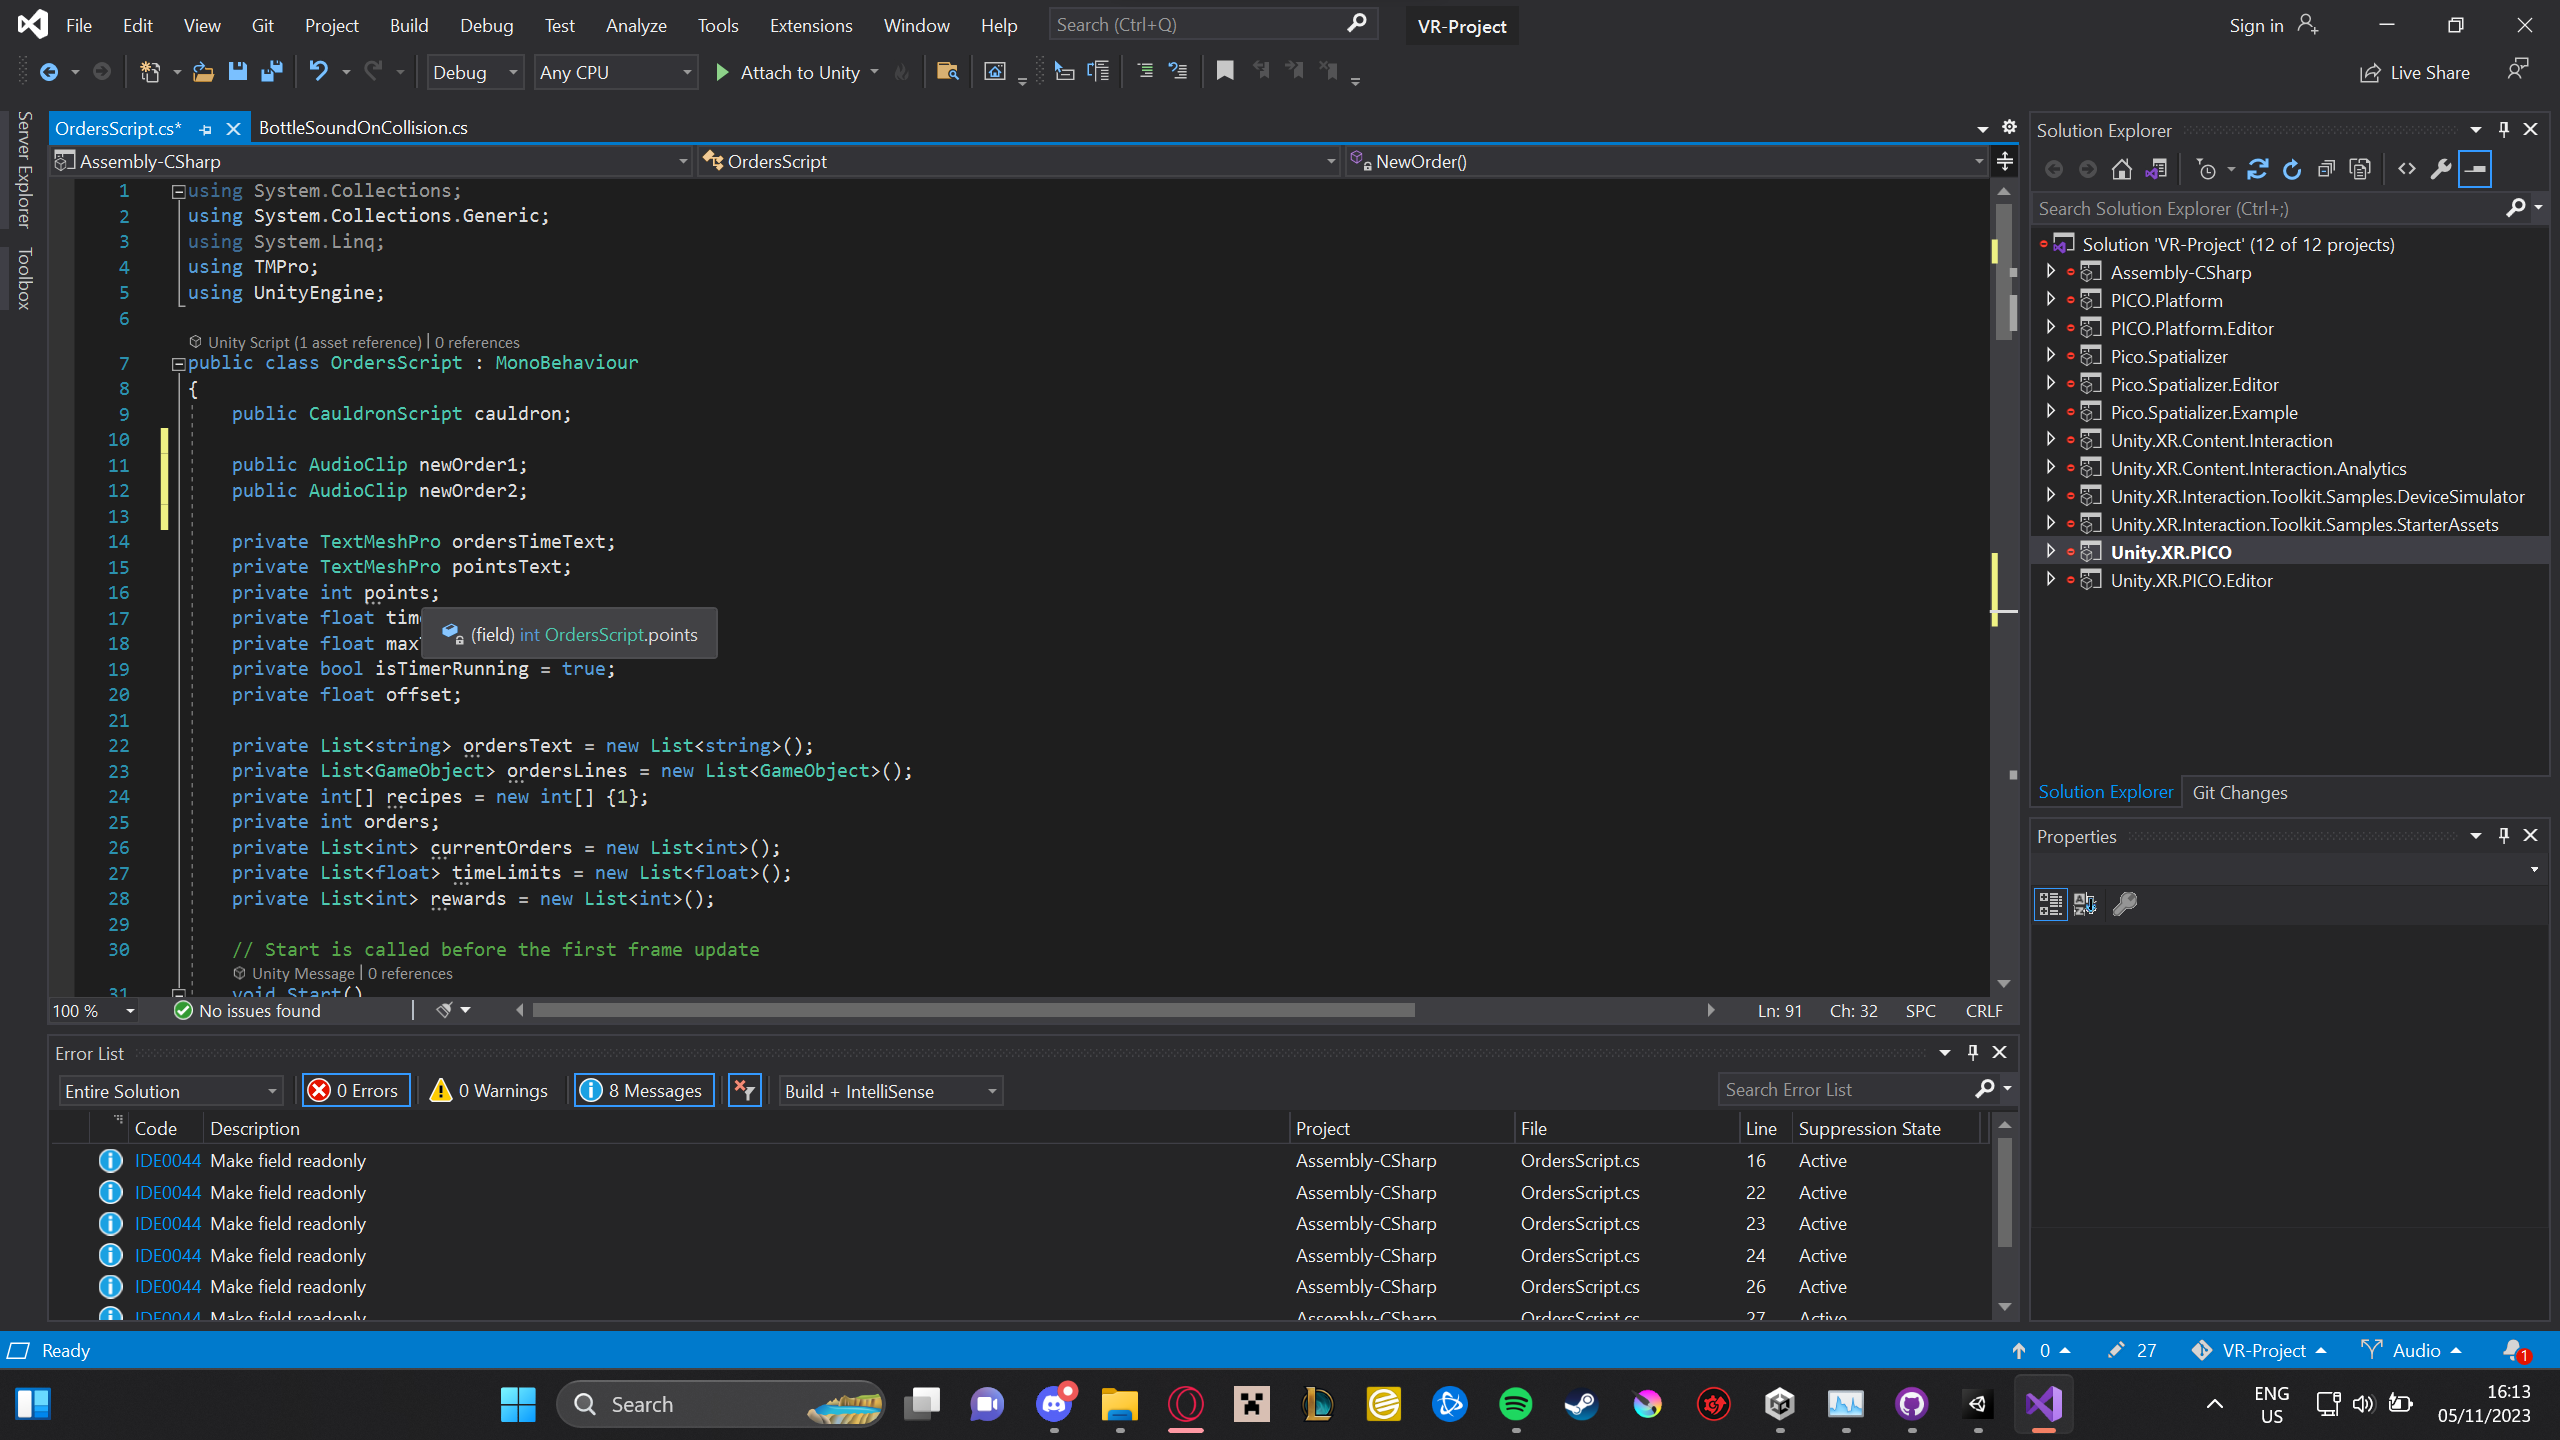 File Edit View Git Project Build Debug Test Analyze Tools Extensions Window Help Search (Ctrl+Q) VR-Project Sign in
Debug Any CPU Attach to Unity Live Share
Server Explorer
Toolbox
OrdersScript.cs* BottleSoundOnCollision.cs
Assembly-CSharp OrdersScript NewOrder()
1 using System.Collections;
2 using System.Collections.Generic;
3 using System.Linq;
4 using TMPro;
5 using UnityEngine;
6
Unity Script (1 asset reference) | 0 references
7 public class OrdersScript : MonoBehaviour
8 {
9 public CauldronScript cauldron;
10
11 public AudioClip newOrder1;
12 public AudioClip newOrder2;
13
14 private TextMeshPro ordersTimeText;
15 private TextMeshPro pointsText;
16 private int points;
17 private float tim
(field) int OrdersScript.points
18 private float max
19 private bool isTimerRunning = true;
20 private float offset;
21
22 private List<string> ordersText = new List<string>();
23 private List<GameObject> ordersLines = new List<GameObject>();
24 private int[] recipes = new int[] {1};
25 private int orders;
26 private List<int> currentOrders = new List<int>();
27 private List<float> timeLimits = new List<float>();
28 private List<int> rewards = new List<int>();
29
30 // Start is called before the first frame update
Unity Message | 0 references
31 void Start()
100 % No issues found Ln: 91 Ch: 32 SPC CRLF
Error List
Entire Solution 0 Errors 0 Warnings 8 Messages Build + IntelliSense Search Error List
Code Description Project File Line Suppression State
IDE0044 Make field readonly Assembly-CSharp OrdersScript.cs 16 Active
IDE0044 Make field readonly Assembly-CSharp OrdersScript.cs 22 Active
IDE0044 Make field readonly Assembly-CSharp OrdersScript.cs 23 Active
IDE0044 Make field readonly Assembly-CSharp OrdersScript.cs 24 Active
IDE0044 Make field readonly Assembly-CSharp OrdersScript.cs 26 Active
IDE0044 Make field readonly Assembly-CSharp OrdersScript.cs 27 Active
Solution Explorer
Search Solution Explorer (Ctrl+;)
Solution 'VR-Project' (12 of 12 projects)
Assembly-CSharp
PICO.Platform
PICO.Platform.Editor
Pico.Spatializer
Pico.Spatializer.Editor
Pico.Spatializer.Example
Unity.XR.Content.Interaction
Unity.XR.Content.Interaction.Analytics
Unity.XR.Interaction.Toolkit.Samples.DeviceSimulator
Unity.XR.Interaction.Toolkit.Samples.StarterAssets
Unity.XR.PICO
Unity.XR.PICO.Editor
Solution Explorer Git Changes
Properties
Ready 0 27 VR-Project Audio 1
Search ENG
US 16:13
05/11/2023